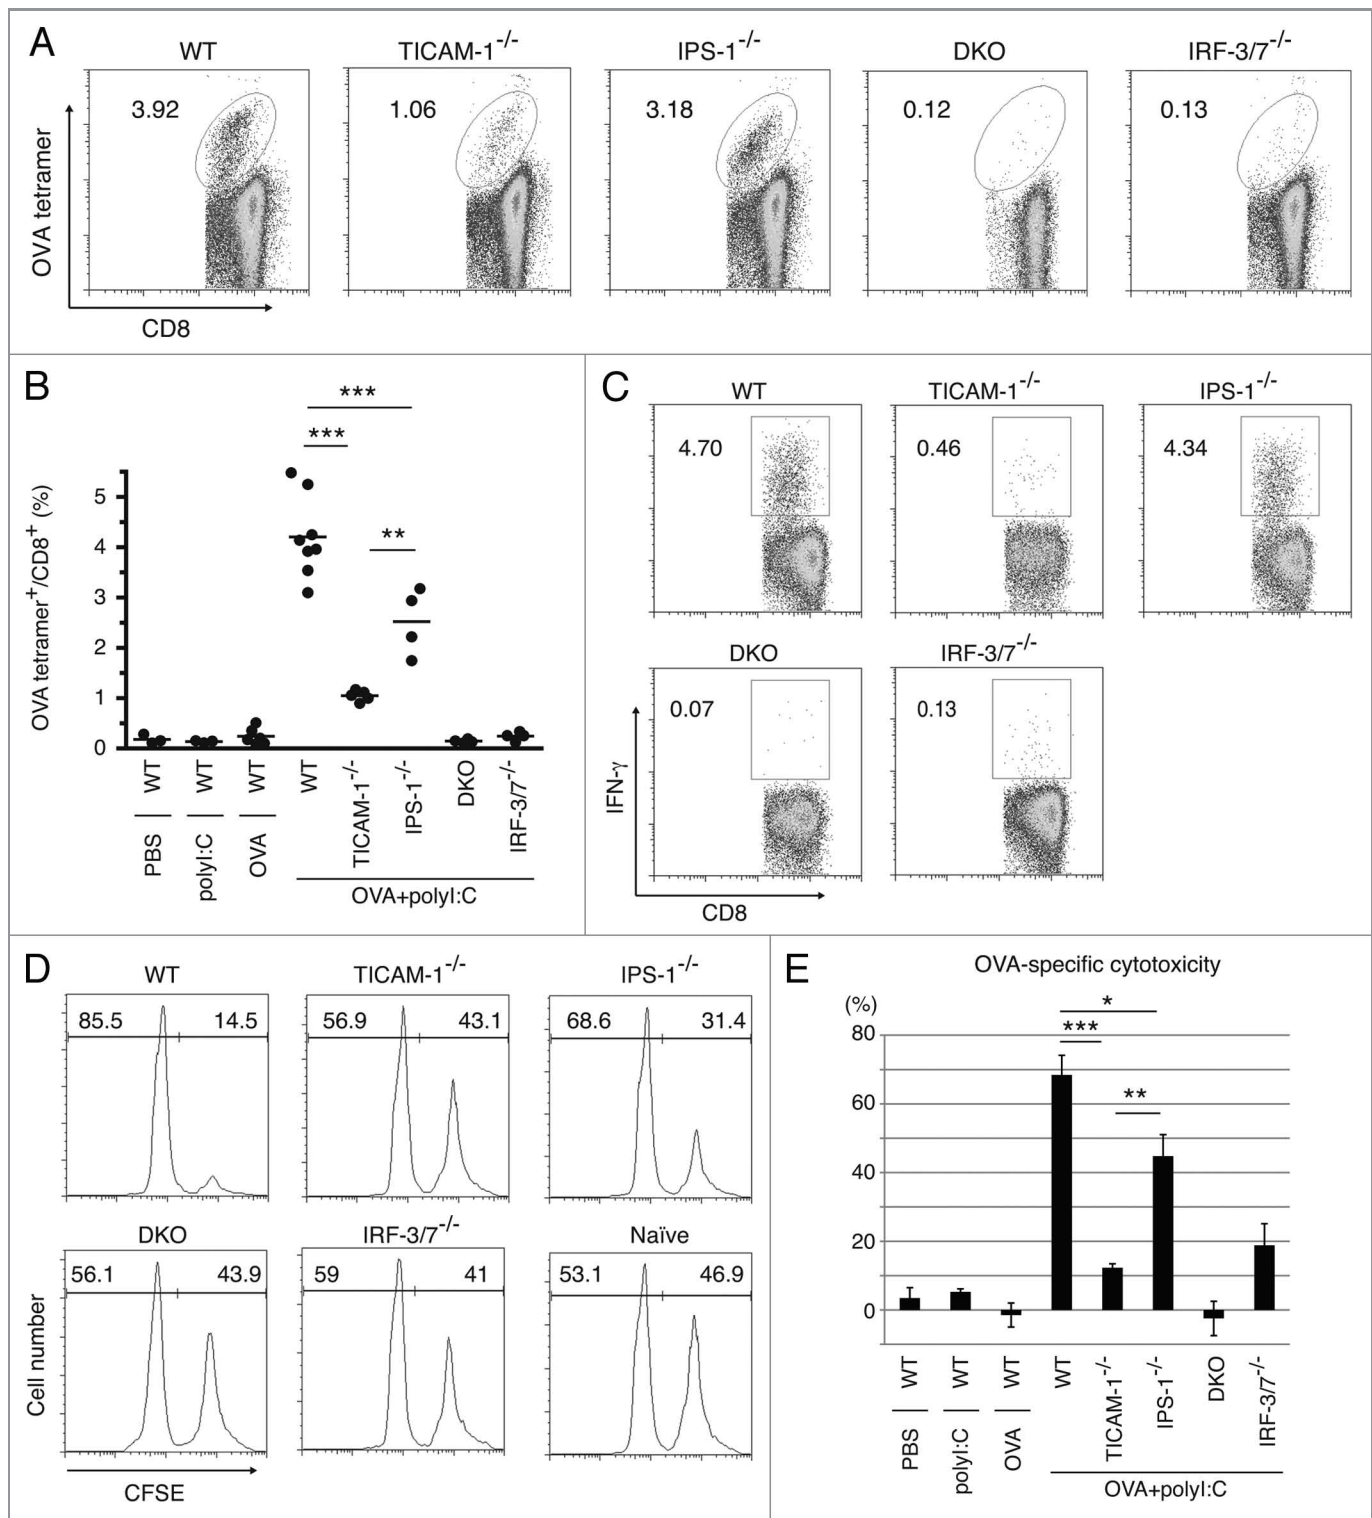 A
WT
TICAM-1-/-
IPS-1-/-
DKO
IRF-3/7-/-
3.92
1.06
3.18
0.12
0.13
OVA tetramer
CD8
B
***
***
**
OVA tetramer+/CD8+ (%)
5
4
3
2
1
0
WT
WT
WT
WT
TICAM-1-/-
IPS-1-/-
DKO
IRF-3/7-/-
PBS
polyI:C
OVA
OVA+polyI:C
C
WT
TICAM-1-/-
IPS-1-/-
4.70
0.46
4.34
DKO
IRF-3/7-/-
0.07
0.13
IFN-γ
CD8
D
WT
TICAM-1-/-
IPS-1-/-
85.5 14.5
56.9 43.1
68.6 31.4
DKO
IRF-3/7-/-
Naïve
56.1 43.9
59 41
53.1 46.9
Cell number
CFSE
E
OVA-specific cytotoxicity
(%)
*
***
**
80
60
40
20
0
WT
WT
WT
WT
TICAM-1-/-
IPS-1-/-
DKO
IRF-3/7-/-
PBS
polyI:C
OVA
OVA+polyI:C